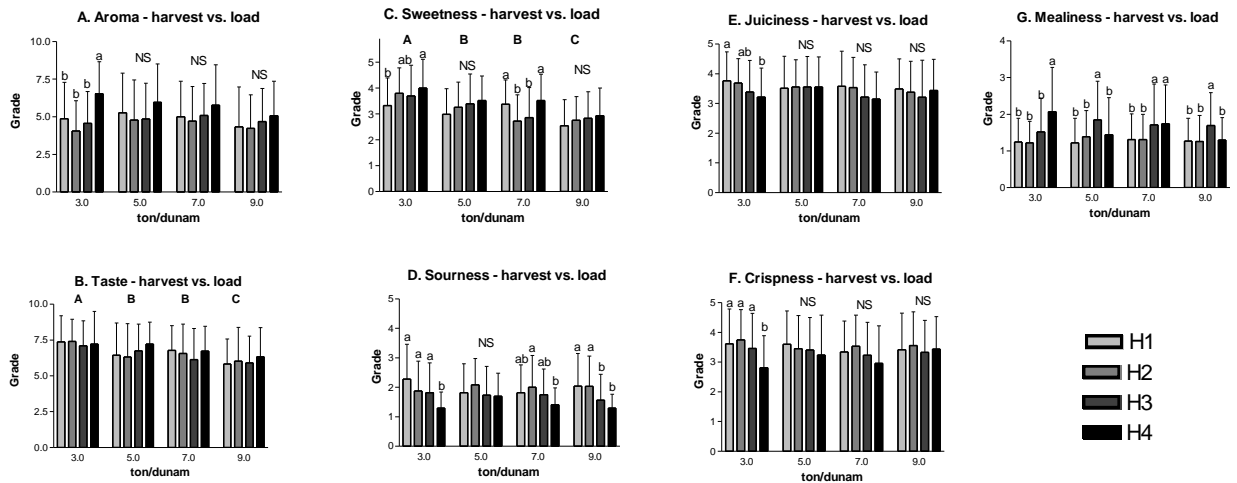 A. Aroma - harvest vs. load
10.0
7.5
5.0
2.5
0.0
Grade
b b b a
NS
NS
NS
3.0 5.0 7.0 9.0
ton/dunam
B. Taste - harvest vs. load
A B B C
10.0
7.5
5.0
2.5
0.0
Grade
3.0 5.0 7.0 9.0
ton/dunam
C. Sweetness - harvest vs. load
A B B C
5
4
3
2
1
0
Grade
b ab ab a
NS
a b b a
NS
3.0 5.0 7.0 9.0
ton/dunam
D. Sourness - harvest vs. load
5
4
3
2
1
0
Grade
a a a b
NS
ab a ab b
a a b b
3.0 5.0 7.0 9.0
ton/dunam
E. Juiciness - harvest vs. load
5
4
3
2
1
0
Grade
a ab ab b
NS
NS
NS
3.0 5.0 7.0 9.0
ton/dunam
F. Crispness - harvest vs. load
5
4
3
2
1
0
Grade
a a a b
NS
NS
NS
3.0 5.0 7.0 9.0
ton/dunam
G. Mealiness - harvest vs. load
4
3
2
1
0
Grade
b b b a
b b a b
b b a a
b b a b
3.0 5.0 7.0 9.0
ton/dunam
H1
H2
H3
H4